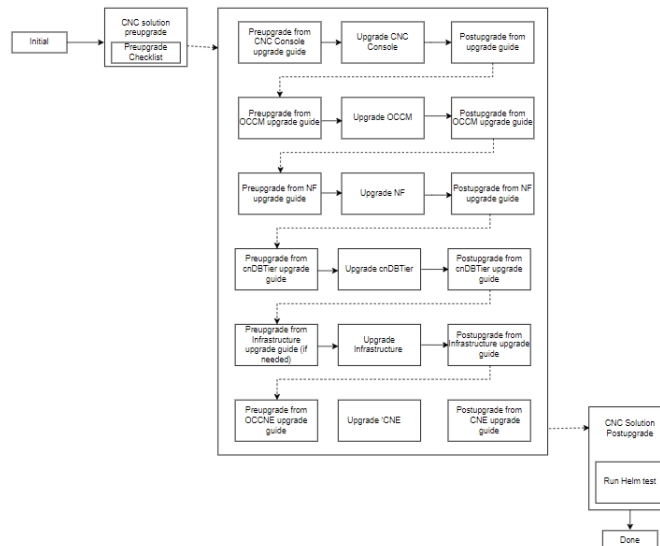 Initial
CNC solution
preupgrade
Preupgrade
Checklist
Preupgrade from
CNC Console
upgrade guide
Upgrade CNC
Console
Postupgrade from
upgrade guide
Preupgrade from
OCCM upgrade guide
Upgrade OCCM
Postupgrade from
OCCM upgrade guide
Preupgrade from NF
upgrade guide
Upgrade NF
Postupgrade from NF
upgrade guide
Preupgrade from
cnDBTier upgrade
guide
Upgrade cnDBTier
Postupgrade from
cnDBTier upgrade
guide
Preupgrade from
Infrastructure
upgrade guide (if
needed)
Upgrade
Infrastructure
Postupgrade from
Infrastructure upgrade
guide
Preupgrade from
OCCNE upgrade
guide
Upgrade 'CNE
Postupgrade from
CNE upgrade
guide
CNC Solution
Postupgrade
Run Helm test
Done